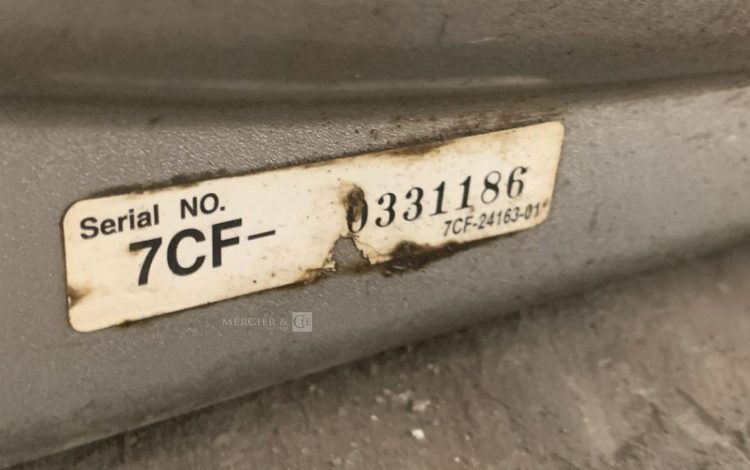 Serial NO.
7CF- 0331186
7CF-24163-01
MERCIER & CIE